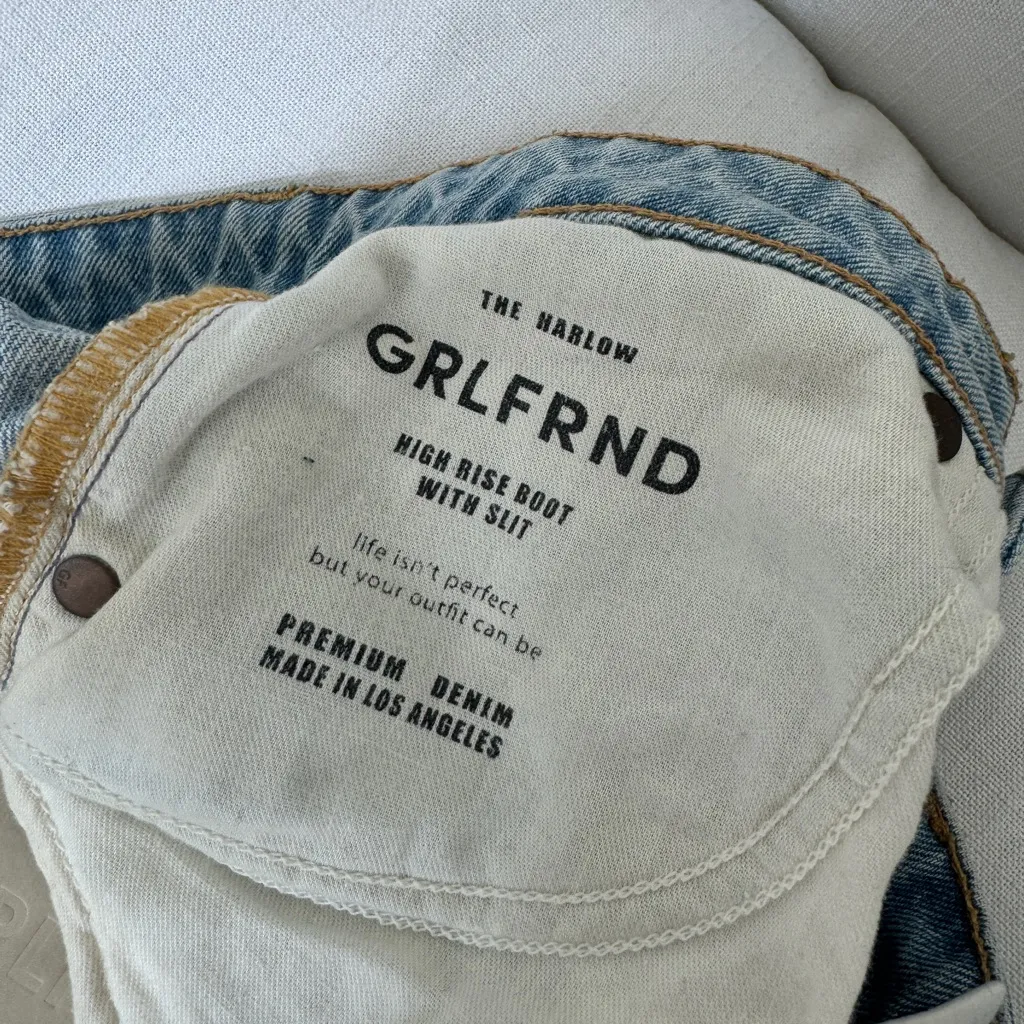 THE HARLOW
GRLFRND
HIGH RISE BOOT
WITH SLIT
life isn't perfect
but your outfit can be
PREMIUM DENIM
MADE IN LOS ANGELES